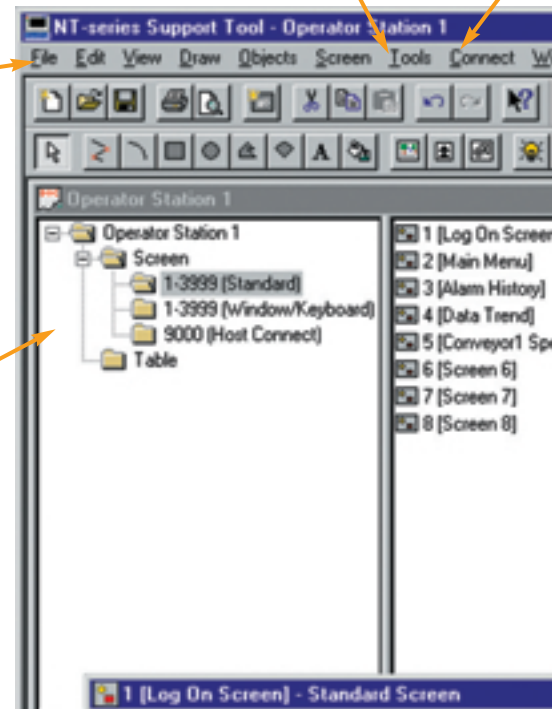 NT-series Support Tool - Operator Station 1
File Edit View Draw Objects Screen Tools Connect
A
Operator Station 1
Operator Station 1
Screen
1-3999 (Standard)
1-3999 (Window/Keyboard)
9000 (Host Connect)
Table
1 [Log On Screen
2 [Main Menu]
3 [Alarm History]
4 [Data Trend]
5 [Conveyor1
6 [Screen 6]
7 [Screen 7]
8 [Screen 8]
1 [Log On Screen] - Standard Screen